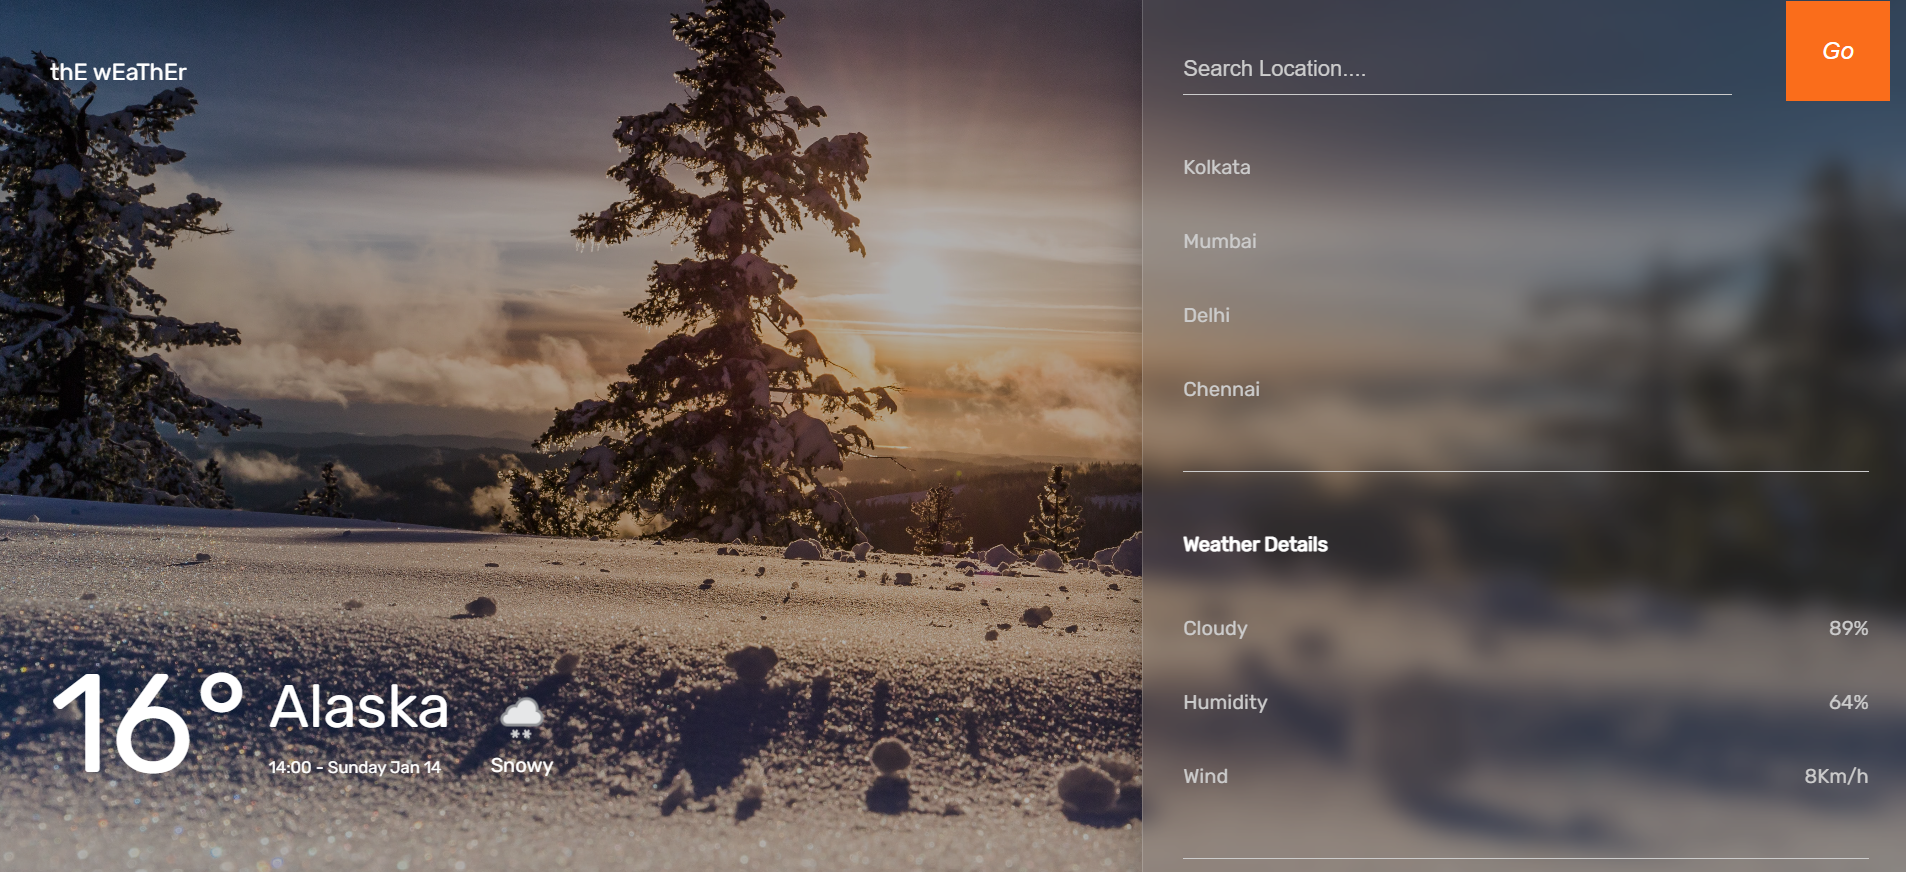 thE wEaThEr
Search Location....
Go
Kolkata
Mumbai
Delhi
Chennai
Weather Details
Cloudy 89%
Humidity 64%
Wind 8Km/h
16° Alaska
14:00 - Sunday Jan 14
Snowy